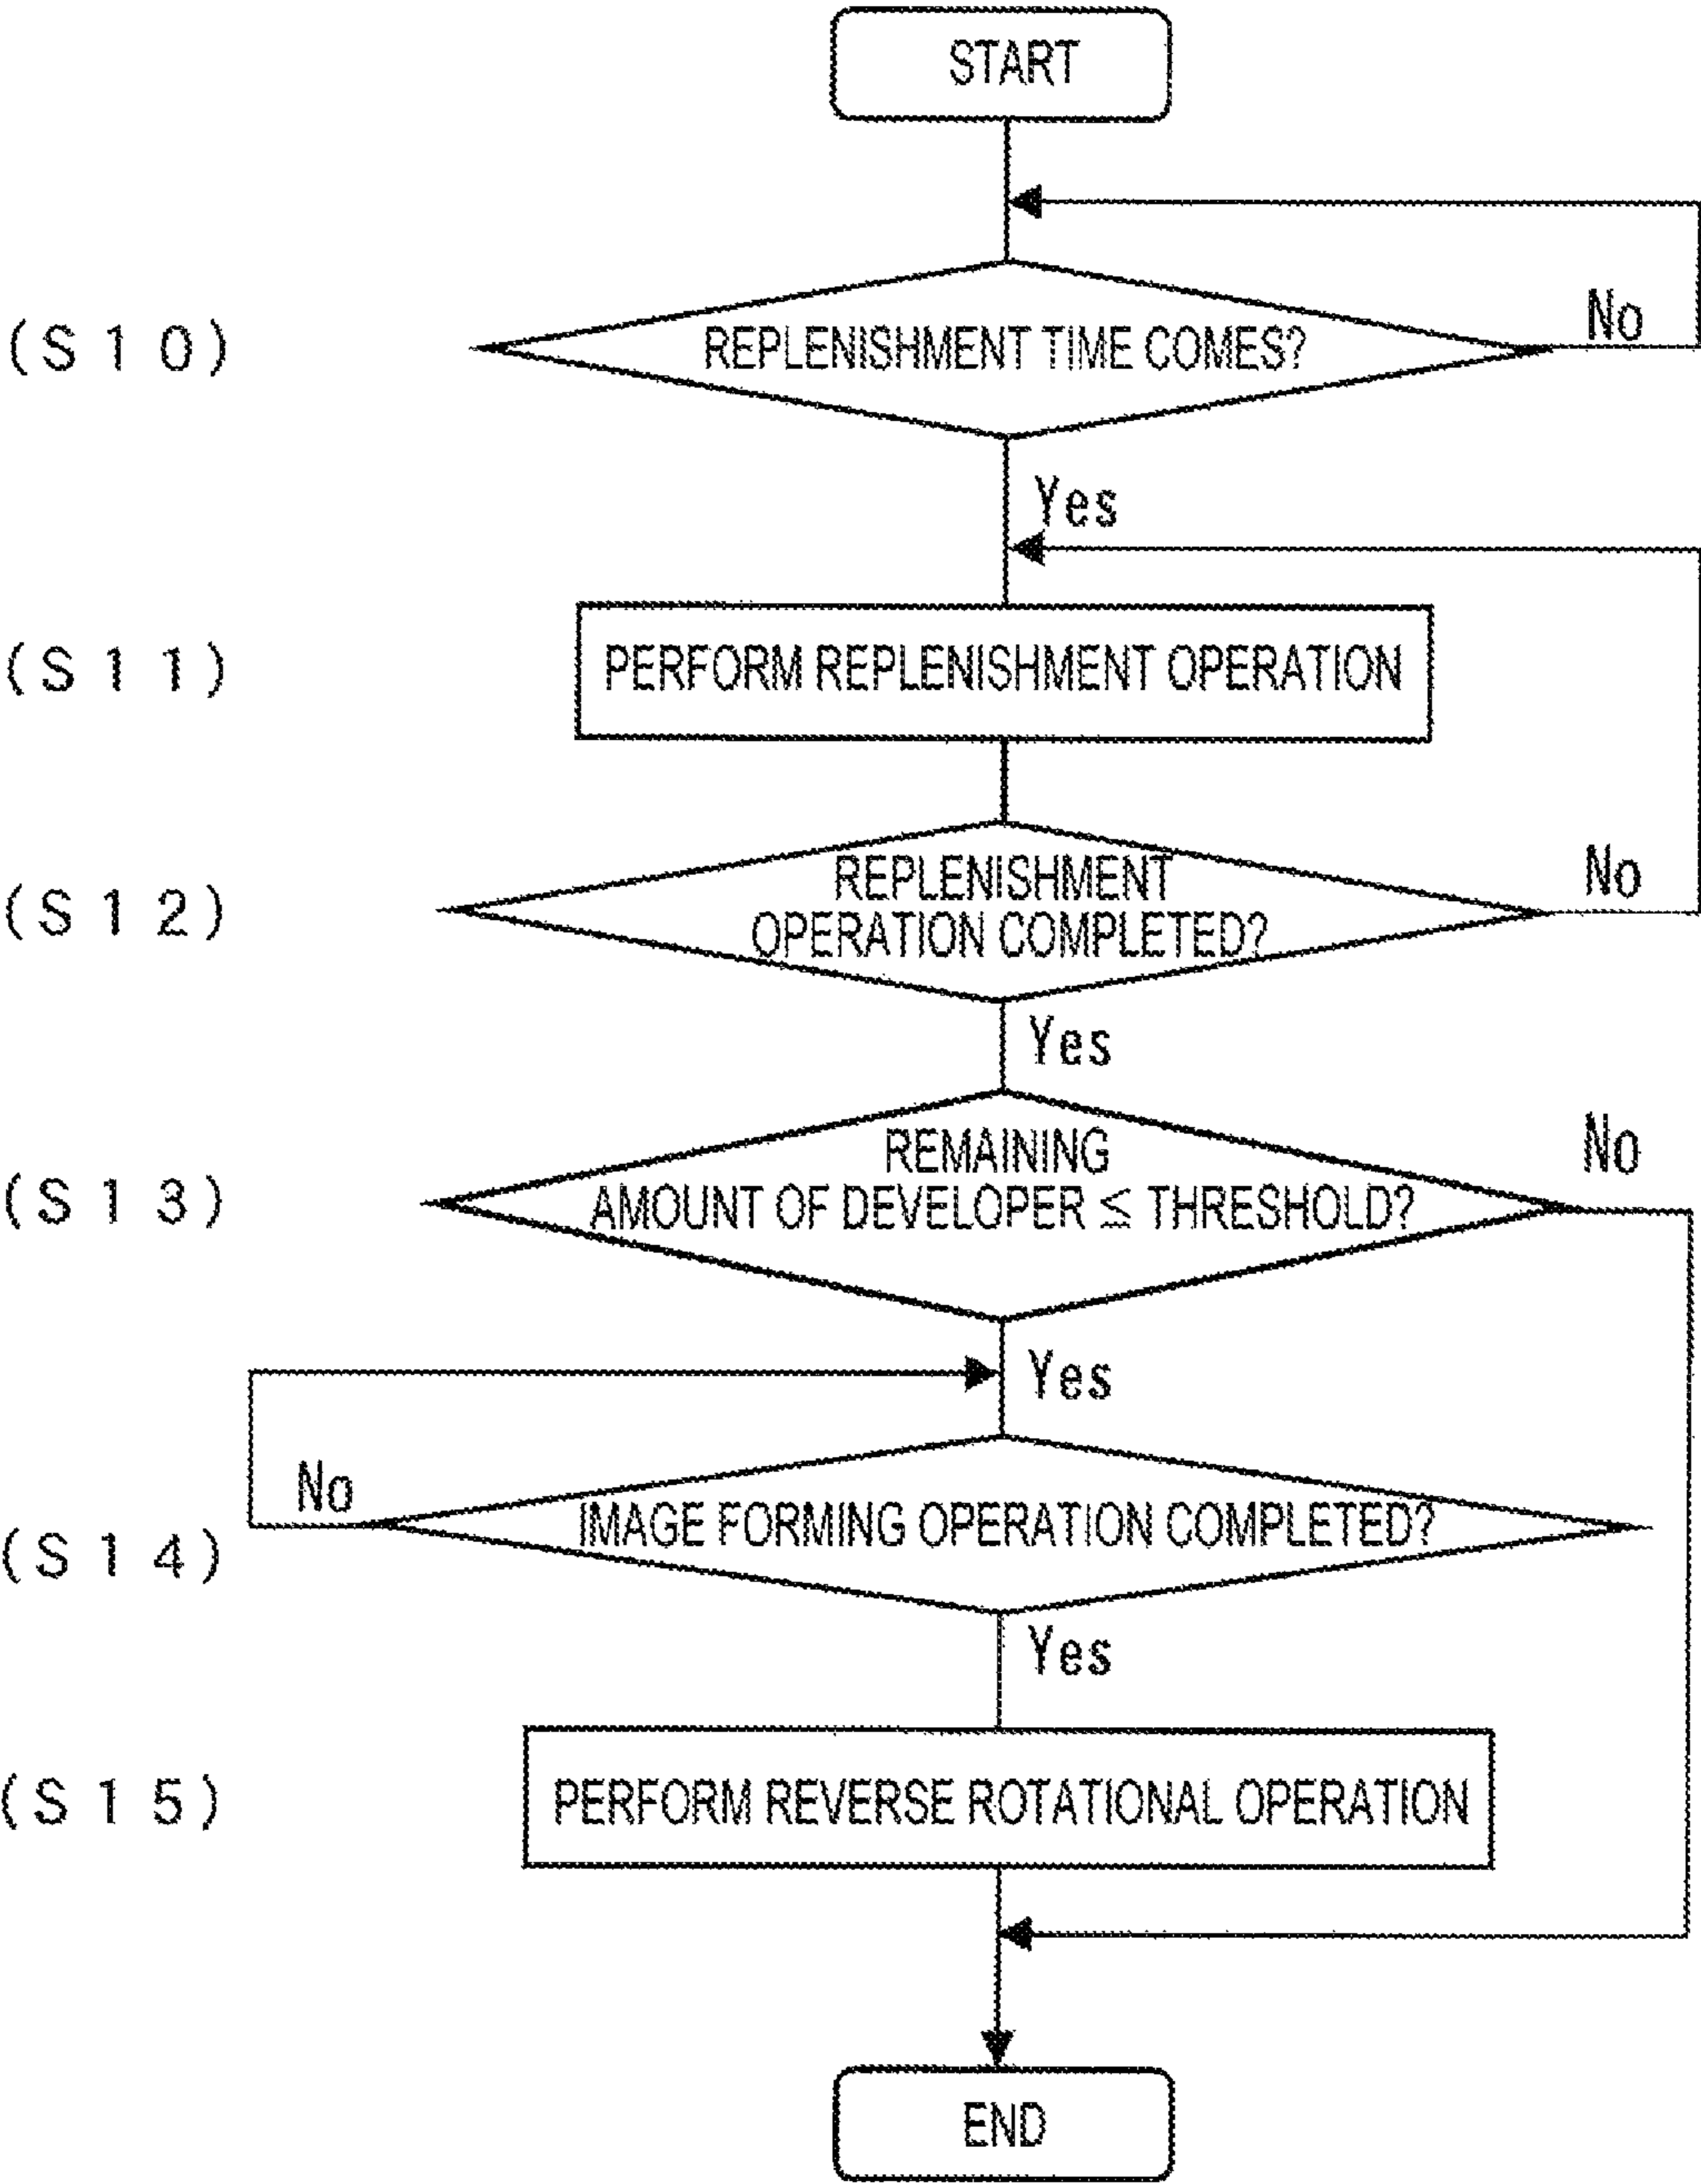 START
No
(S10)
REPLENISHMENT TIME COMES?
Yes
(S11)
PERFORM REPLENISHMENT OPERATION
REPLENISHMENT
No
(S12)
OPERATION COMPLETED?
Yes
REMAINING
No
(S13)
AMOUNT OF DEVELOPER ≦ THRESHOLD?
Yes
No
(S14)
IMAGE FORMING OPERATION COMPLETED?
Yes
(S15)
PERFORM REVERSE ROTATIONAL OPERATION
END